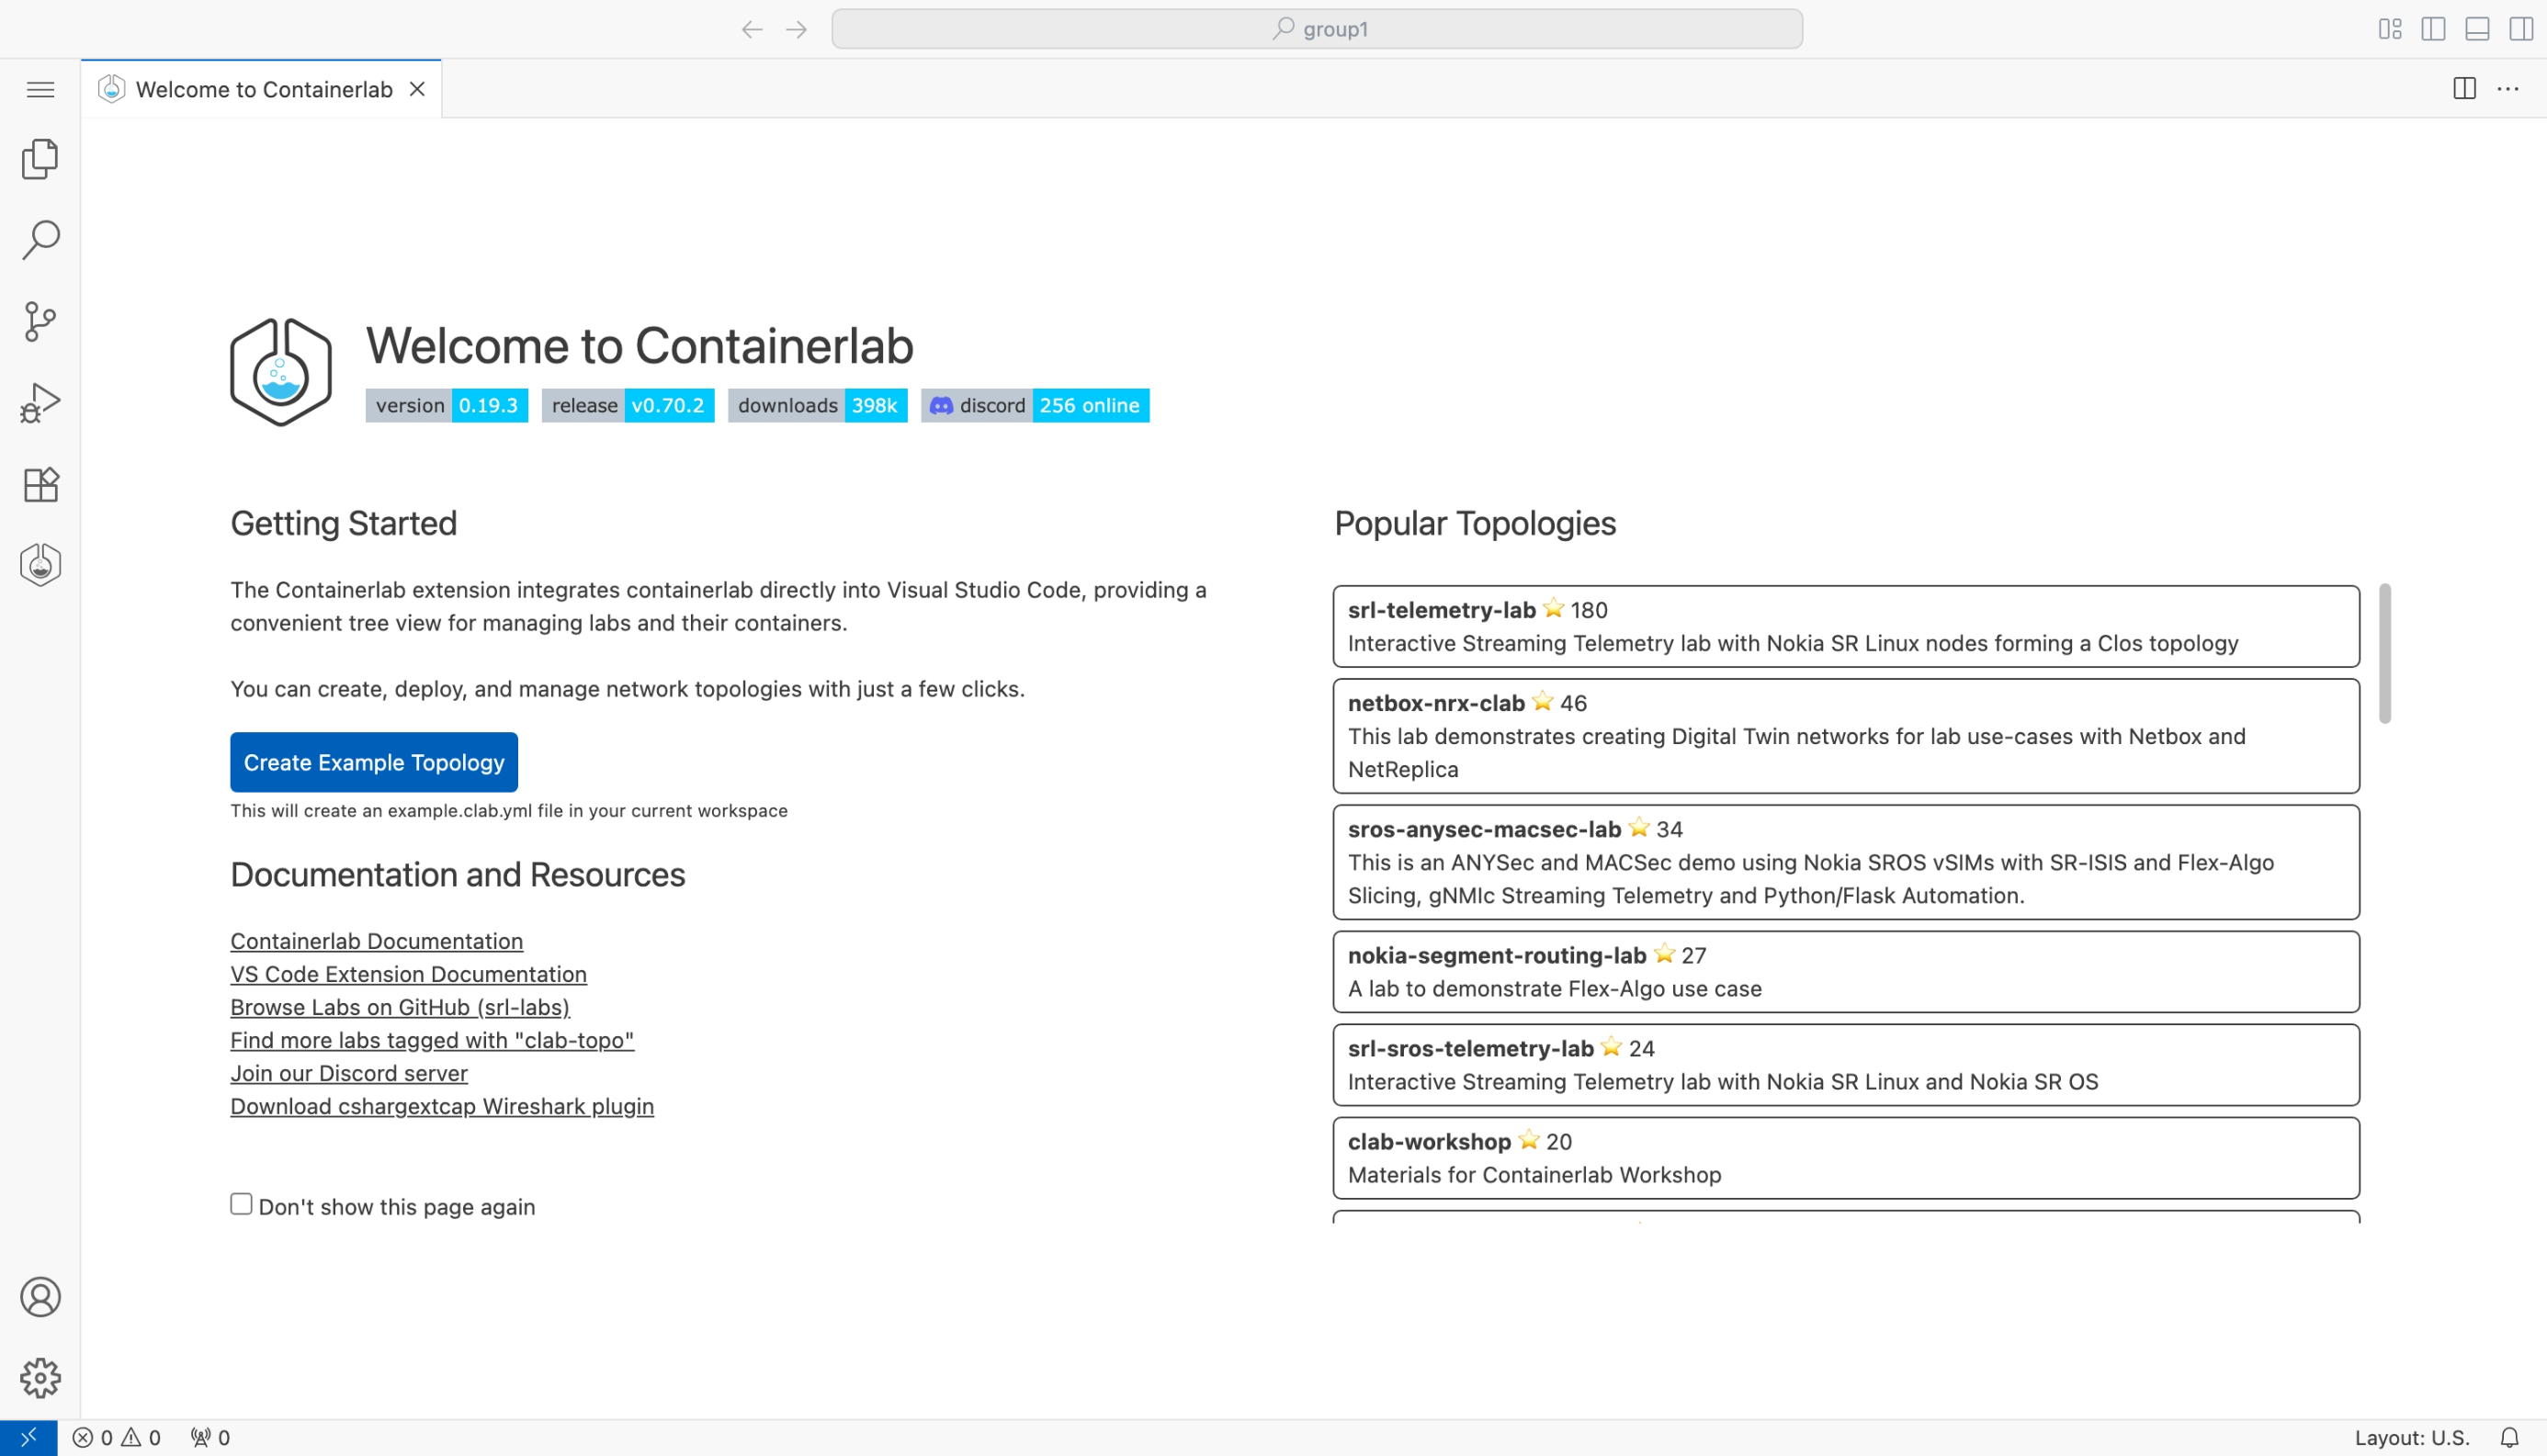 group1
Welcome to Containerlab
Welcome to Containerlab
version 0.19.3 release v0.70.2 downloads 398k discord 256 online
Getting Started
The Containerlab extension integrates containerlab directly into Visual Studio Code, providing a
convenient tree view for managing labs and their containers.
You can create, deploy, and manage network topologies with just a few clicks.
Create Example Topology
This will create an example.clab.yml file in your current workspace
Documentation and Resources
Containerlab Documentation
VS Code Extension Documentation
Browse Labs on GitHub (srl-labs)
Find more labs tagged with "clab-topo"
Join our Discord server
Download cshargextcap Wireshark plugin
Don't show this page again
Popular Topologies
srl-telemetry-lab ⭐ 180
Interactive Streaming Telemetry lab with Nokia SR Linux nodes forming a Clos topology
netbox-nrx-clab ⭐ 46
This lab demonstrates creating Digital Twin networks for lab use-cases with Netbox and
NetReplica
sros-anysec-macsec-lab ⭐ 34
This is an ANYSec and MACSec demo using Nokia SROS vSIMs with SR-ISIS and Flex-Algo
Slicing, gNMIc Streaming Telemetry and Python/Flask Automation.
nokia-segment-routing-lab ⭐ 27
A lab to demonstrate Flex-Algo use case
srl-sros-telemetry-lab ⭐ 24
Interactive Streaming Telemetry lab with Nokia SR Linux and Nokia SR OS
clab-workshop ⭐ 20
Materials for Containerlab Workshop
0 0 0
Layout: U.S.